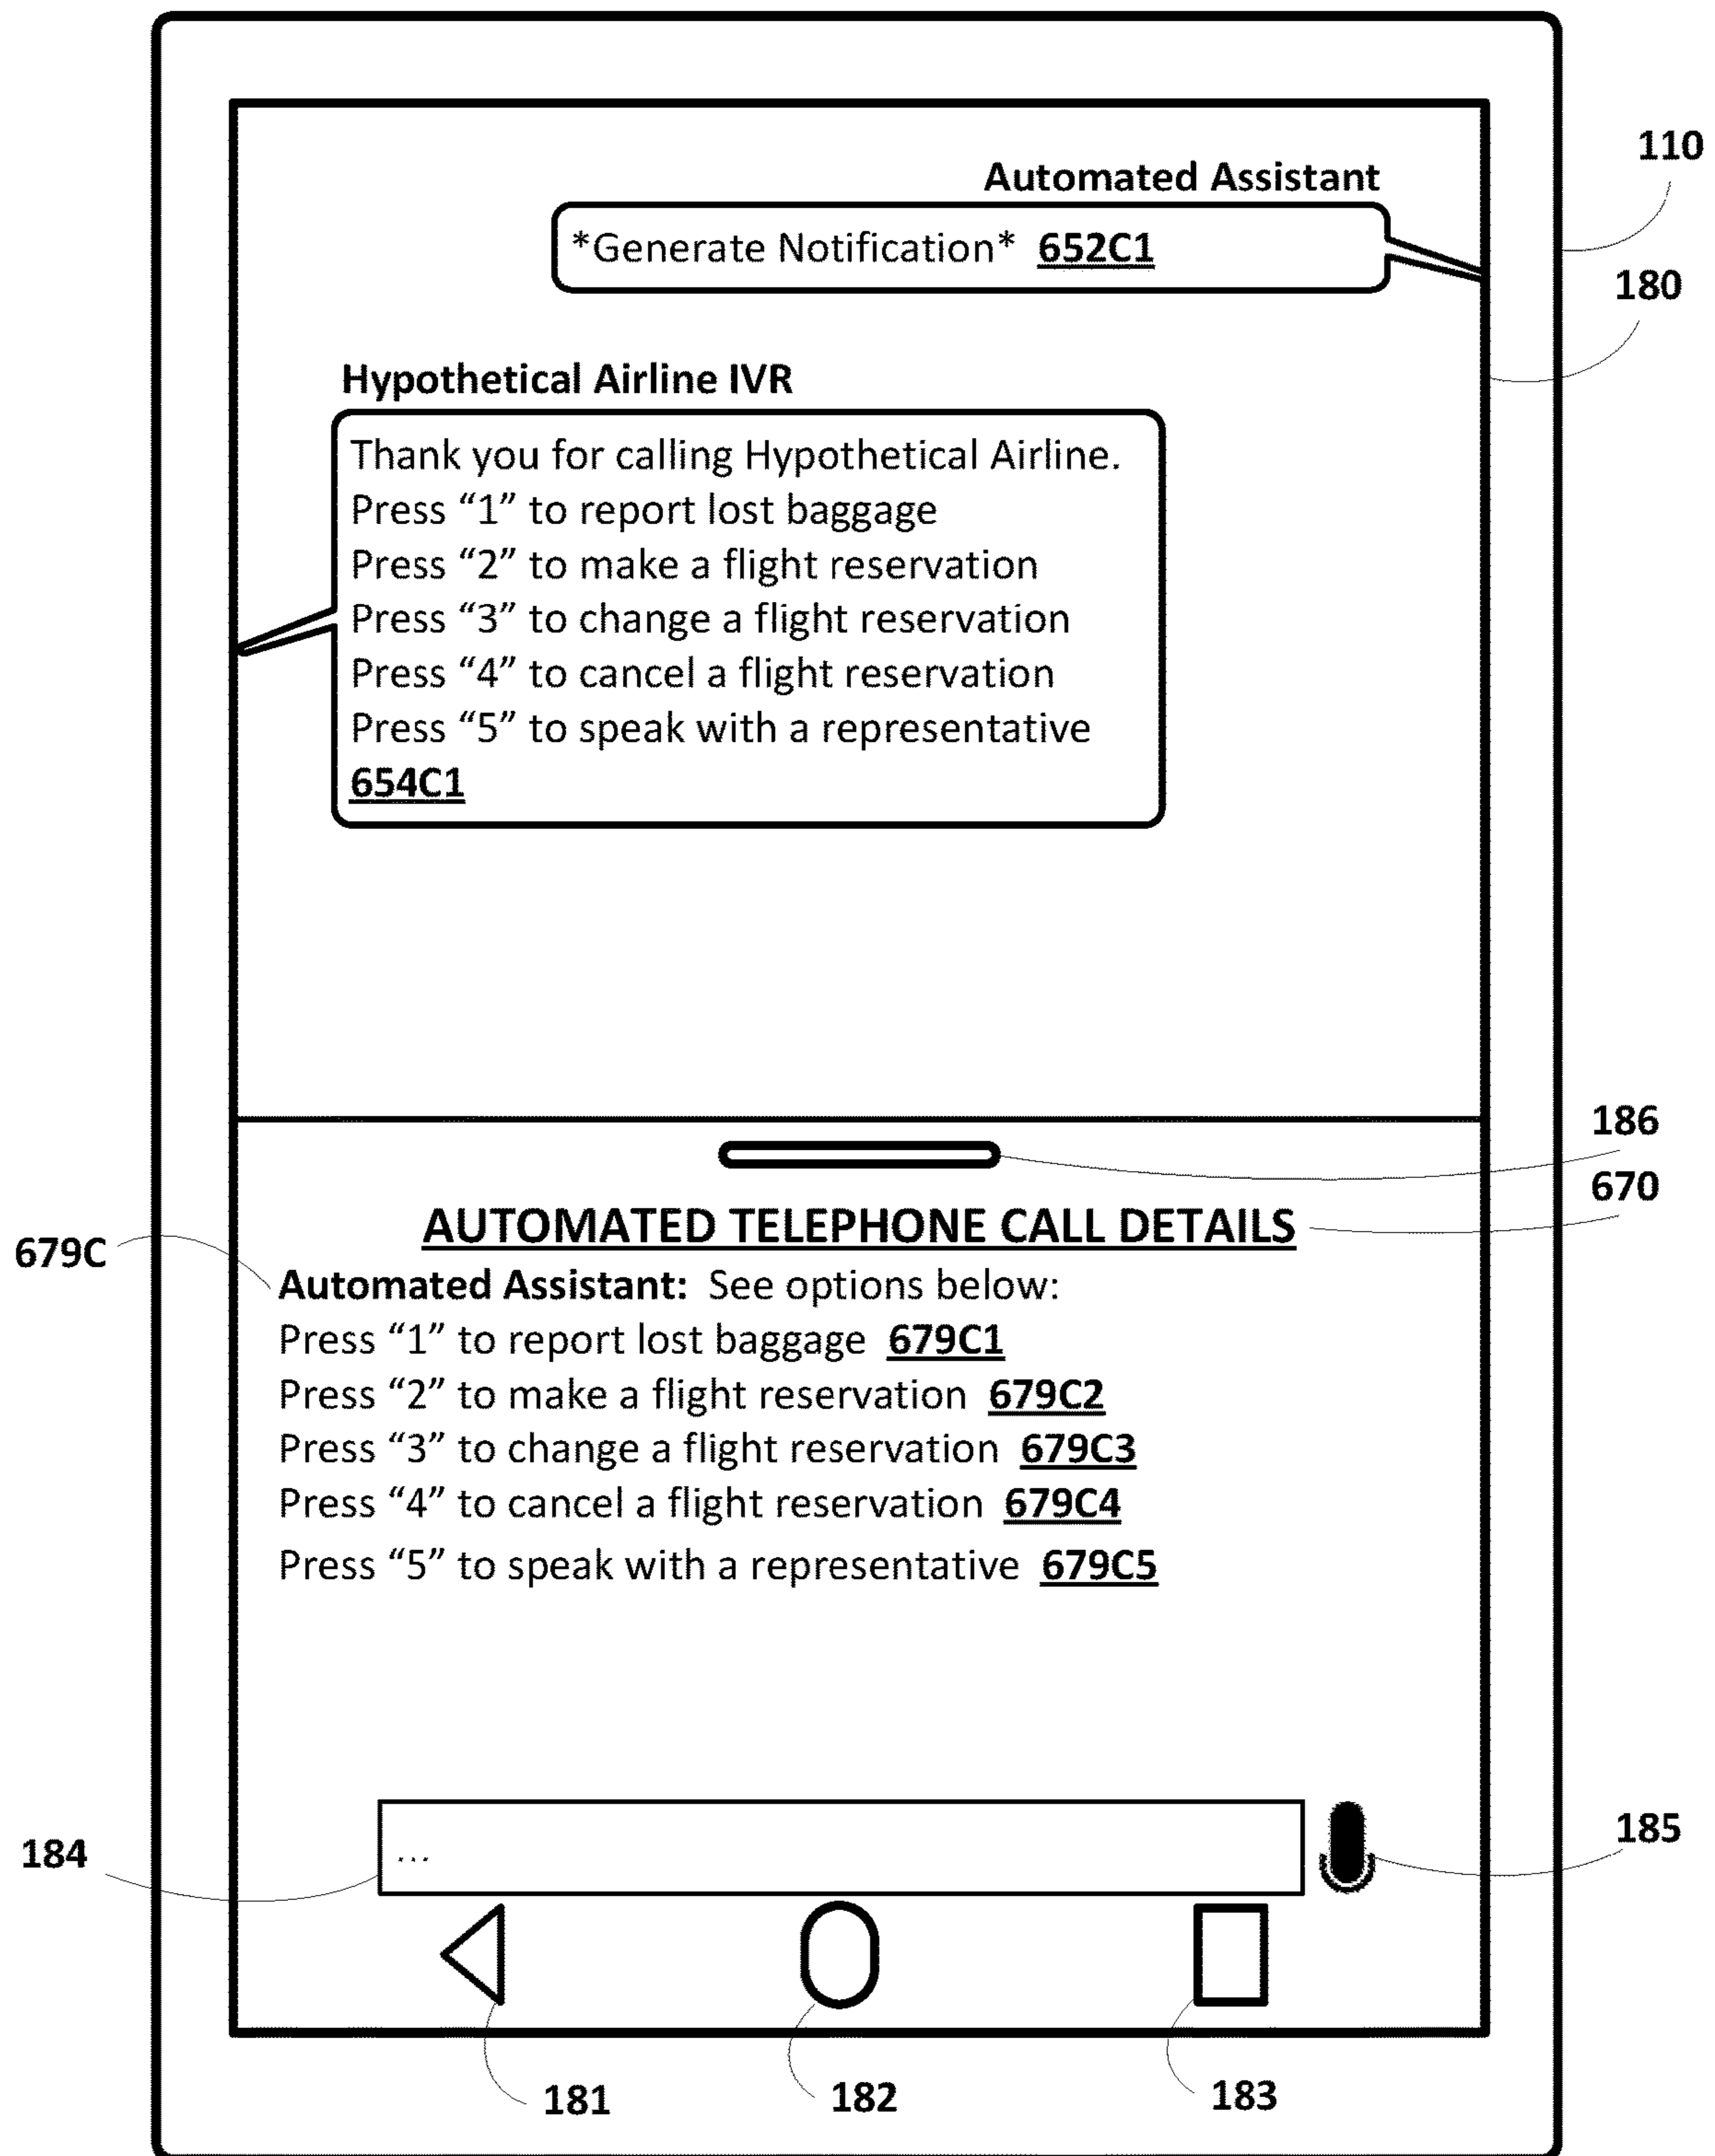 110
Automated Assistant
*Generate Notification* 652C1
180
Hypothetical Airline IVR
Thank you for calling Hypothetical Airline.
Press “1” to report lost baggage
Press “2” to make a flight reservation
Press “3” to change a flight reservation
Press “4” to cancel a flight reservation
Press “5” to speak with a representative
654C1
186
670
AUTOMATED TELEPHONE CALL DETAILS
679C
Automated Assistant: See options below:
Press “1” to report lost baggage 679C1
Press “2” to make a flight reservation 679C2
Press “3” to change a flight reservation 679C3
Press “4” to cancel a flight reservation 679C4
Press “5” to speak with a representative 679C5
184
...
185
181
182
183